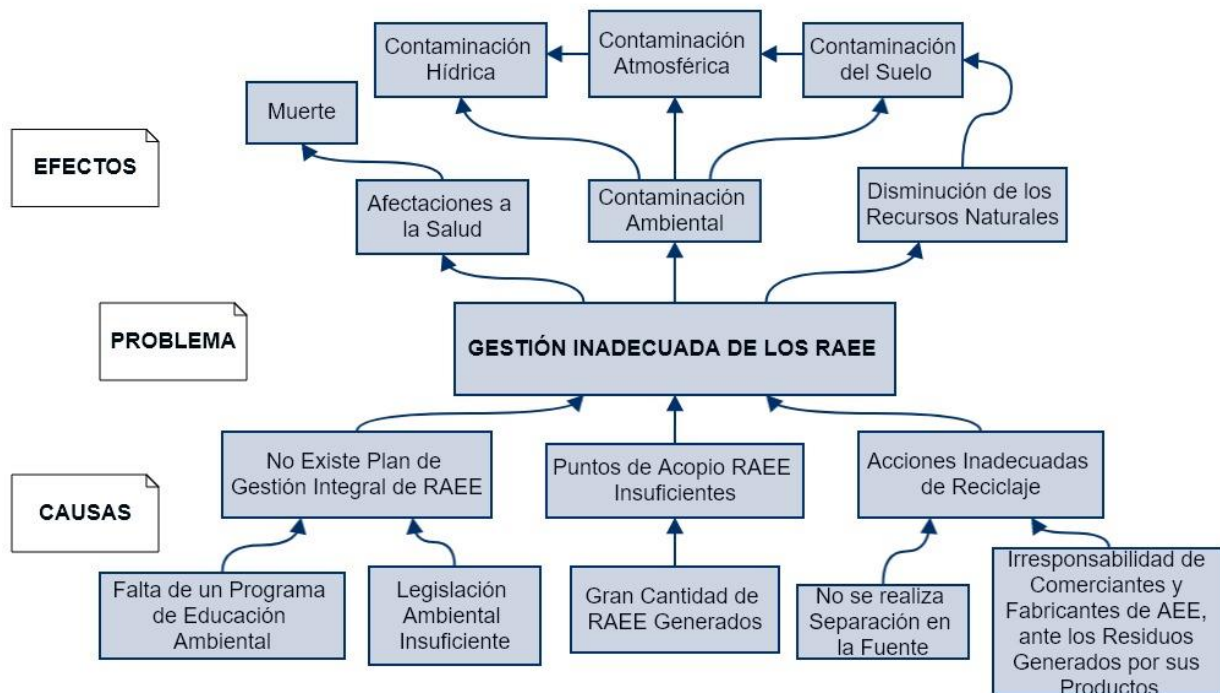 Contaminación
Hídrica
Contaminación
Atmosférica
Contaminación
del Suelo
Muerte
EFECTOS
Afectaciones a
la Salud
Contaminación
Ambiental
Disminución de los
Recursos Naturales
PROBLEMA
GESTIÓN INADECUADA DE LOS RAEE
No Existe Plan de
Gestión Integral de RAEE
Puntos de Acopio RAEE
Insuficientes
Acciones Inadecuadas
de Reciclaje
CAUSAS
Falta de un Programa
de Educación
Ambiental
Legislación
Ambiental
Insuficiente
Gran Cantidad de
RAEE Generados
No se realiza
Separación en
la Fuente
Irresponsabilidad de
Comerciantes y
Fabricantes de AEE,
ante los Residuos
Generados por sus
Productos